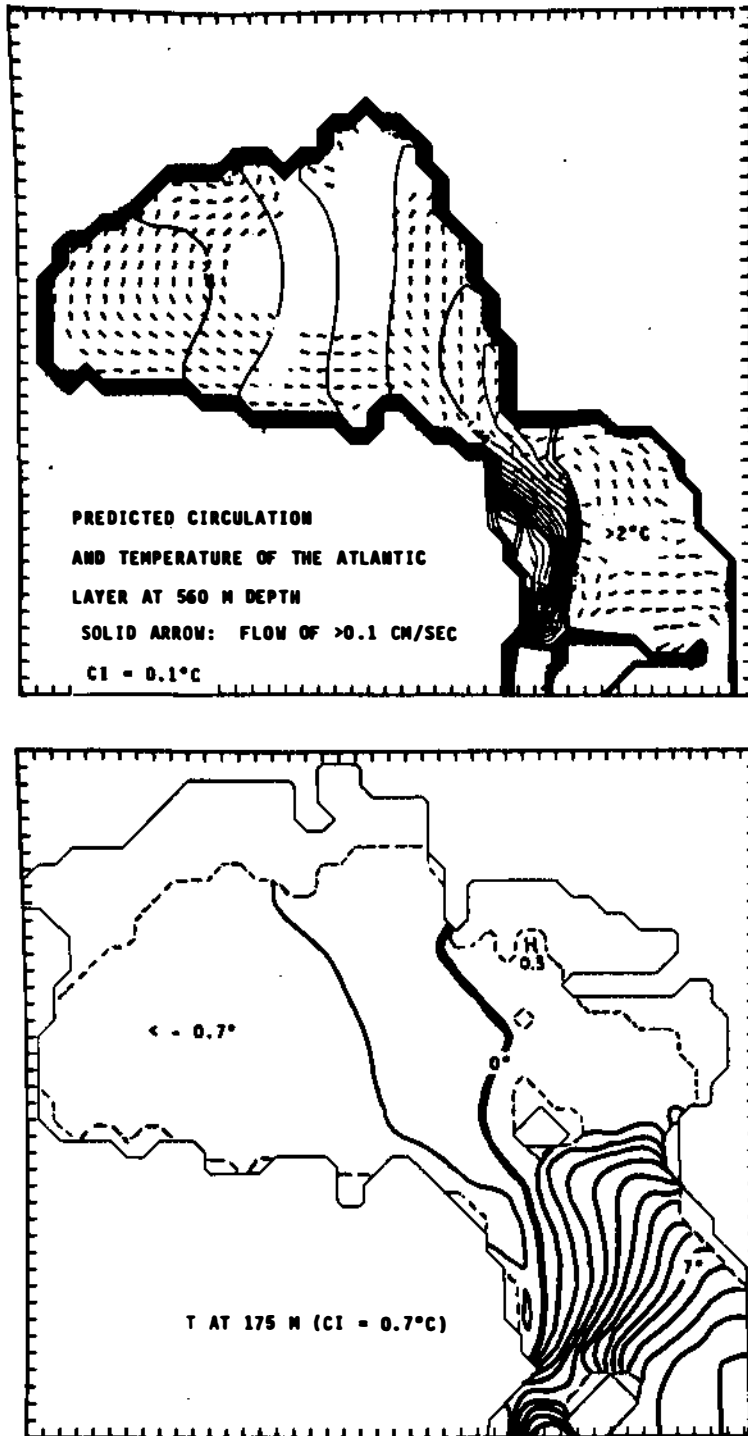 >2°C
PREDICTED CIRCULATION
AND TEMPERATURE OF THE ATLANTIC
LAYER AT 560 M DEPTH
SOLID ARROW: FLOW OF >0.1 CM/SEC
CI = 0.1°C
H
0.3
< - 0.7°
0°
7°
T AT 175 M (CI = 0.7°C)